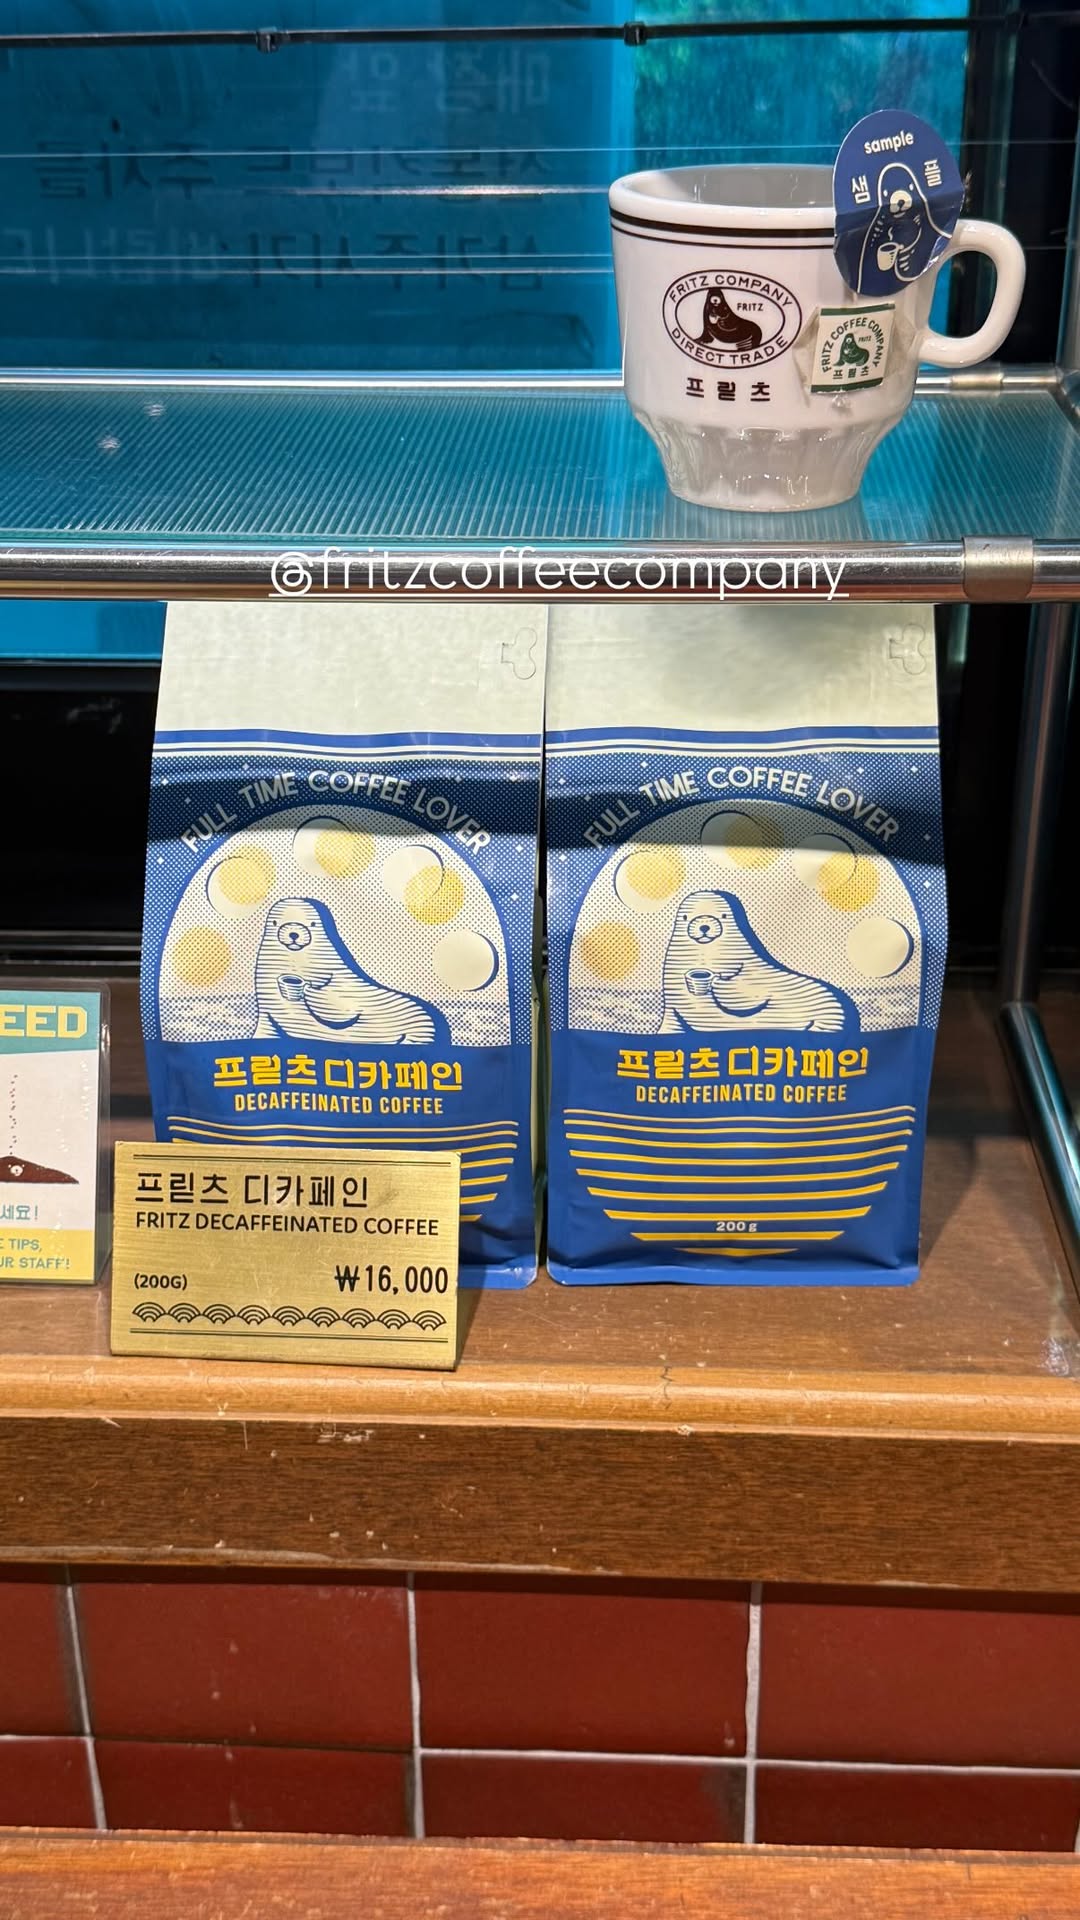 sample
샘플
FRITZ COMPANY
FRITZ
DIRECT TRADE
프릳츠
FRITZ COFFEE COMPANY
FRITZ
프릳츠
@fritzcoffeecompany
FULL TIME COFFEE LOVER
프릳츠 디카페인
DECAFFEINATED COFFEE
FULL TIME COFFEE LOVER
프릳츠 디카페인
DECAFFEINATED COFFEE
200g
EED
세요!
TIPS,
UR STAFF!
프릳츠 디카페인
FRITZ DECAFFEINATED COFFEE
(200G) ₩16,000